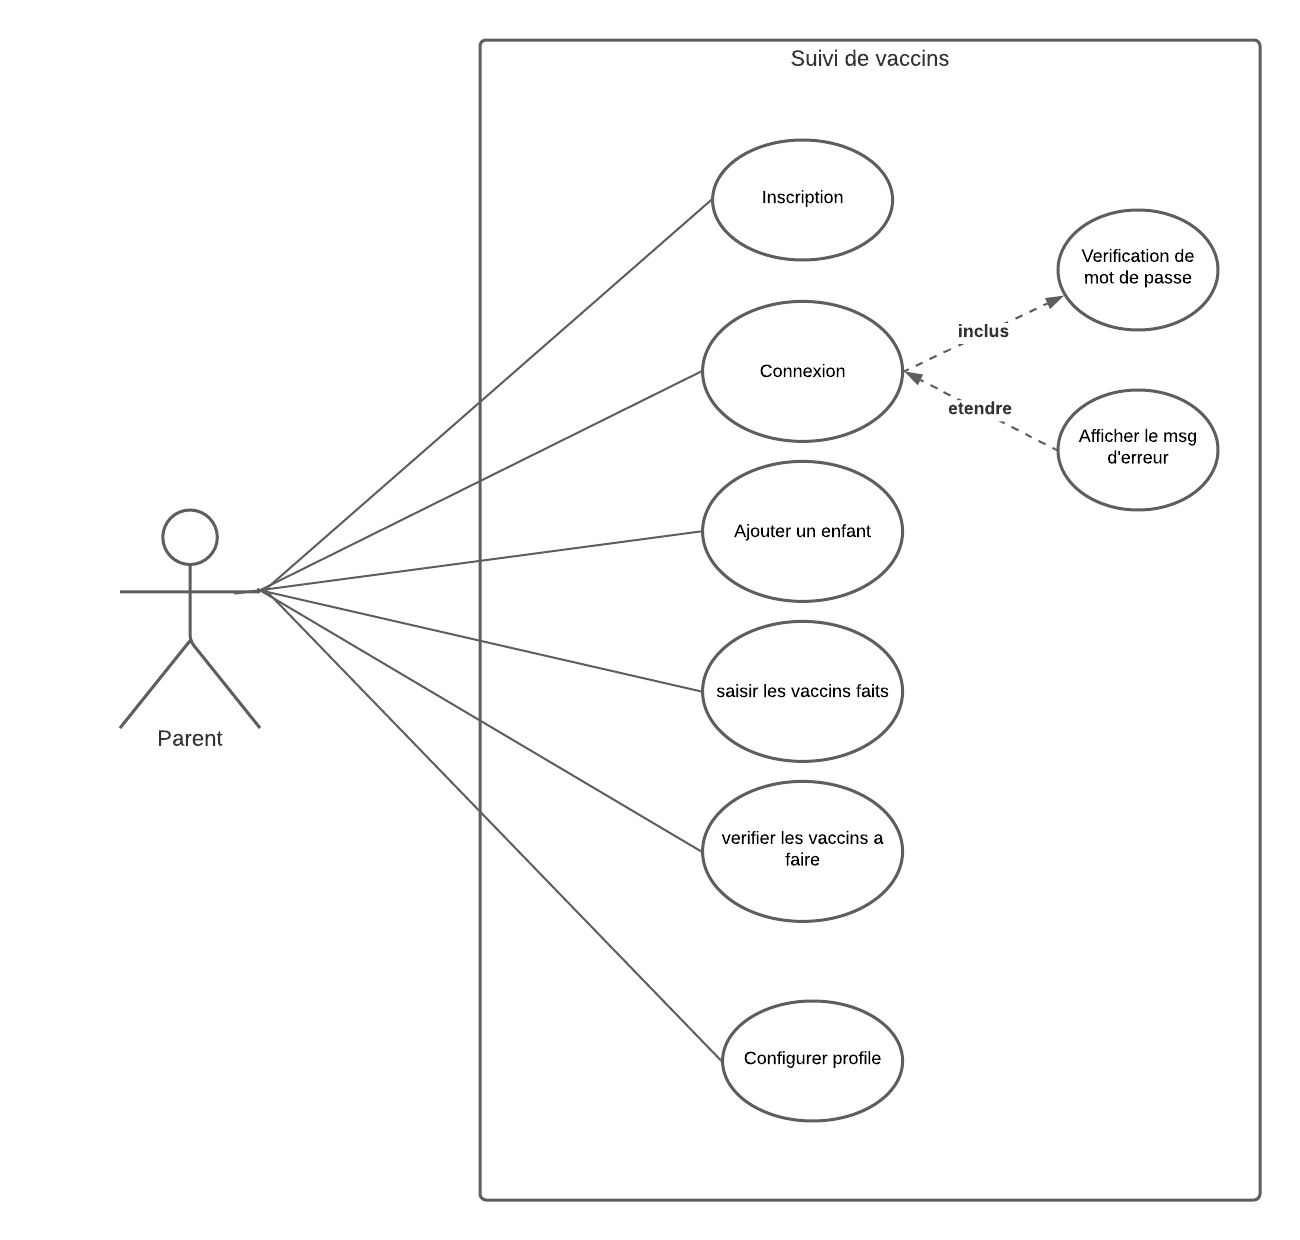 Suivi de vaccins
Inscription
Verification de
mot de passe
inclus
Connexion
etendre
Afficher le msg
d'erreur
Ajouter un enfant
saisir les vaccins faits
Parent
verifier les vaccins a
faire
Configurer profile